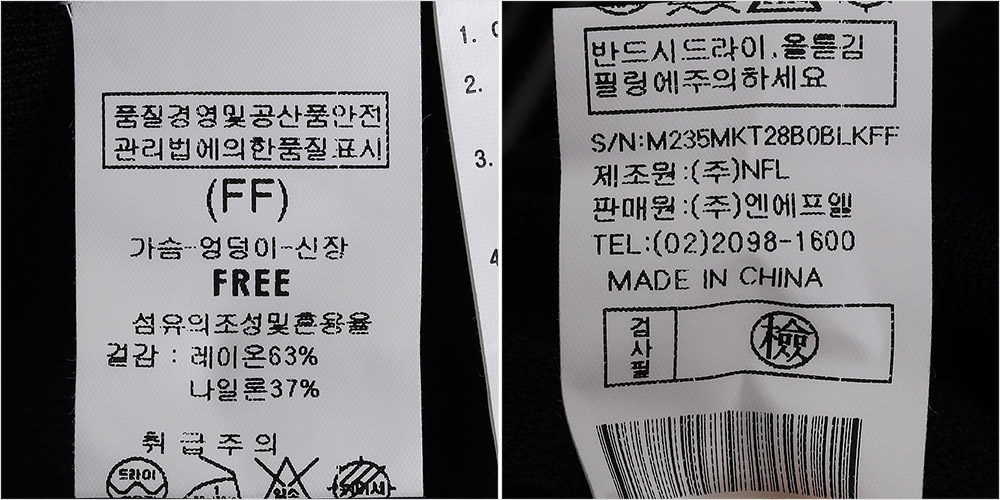 품질경영및공산품안전
관리법에의한품질표시
(FF)
가슴-엉덩이-신장
FREE
섬유의조성및혼용율
겉감 : 레이온63%
나일론37%
취급주의
드라이
1.
2.
3.
4
반드시드라이.올뜯김
필링에주의하세요
S/N:M235MKT28B0BLKFF
제조원:(주)NFL
판매원:(주)엔에프엘
TEL:(02)2098-1600
MADE IN CHINA
검사필
檢